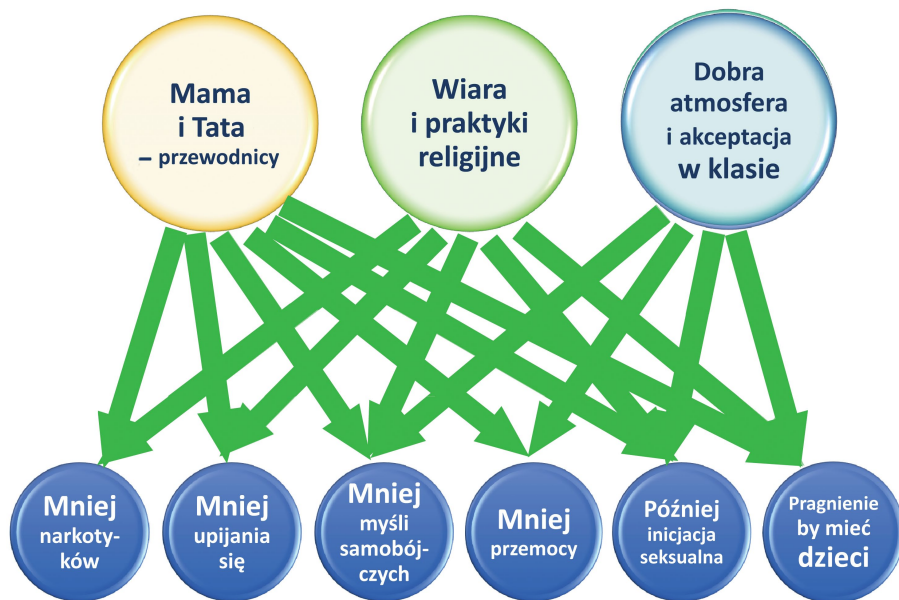 Mama
i Tata
– przewodnicy
Wiara
i praktyki
religijne
Dobra
atmosfera
i akceptacja
w klasie
Mniej
narkoty-
ków
Mniej
upijania
się
Mniej
myśli
samobój-
czych
Mniej
przemocy
Później
inicjacja
seksualna
Pragnienie
by mieć
dzieci